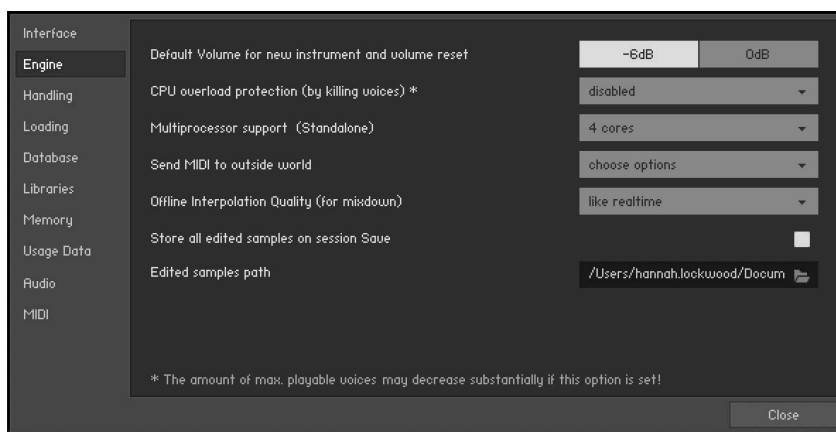 Interface
Engine
Handling
Loading
Database
Libraries
Memory
Usage Data
Audio
MIDI
Default Volume for new instrument and volume reset
-6dB
0dB
CPU overload protection (by killing voices) *
disabled
Multiprocessor support (Standalone)
4 cores
Send MIDI to outside world
choose options
Offline Interpolation Quality (for mixdown)
like realtime
Store all edited samples on session Save
Edited samples path
/Users/hannah.lockwood/Docum
* The amount of max. playable voices may decrease substantially if this option is set!
Close